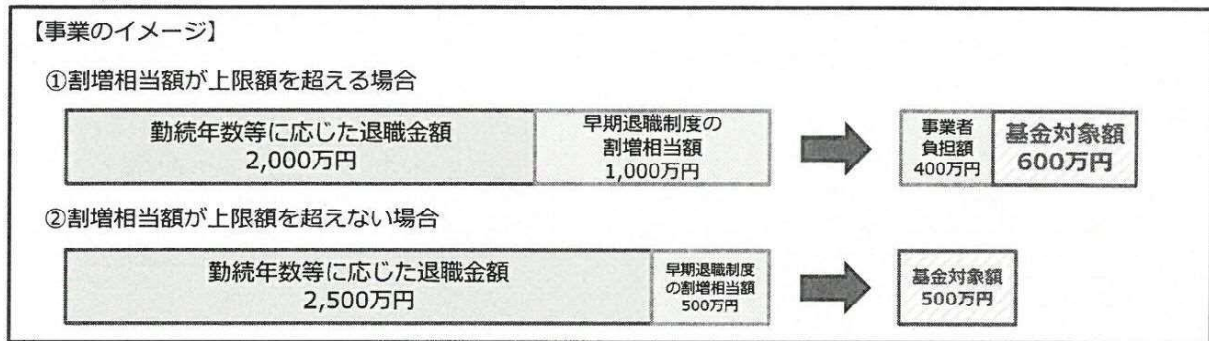 【事業のイメージ】
①割増相当額が上限額を超える場合
勤続年数等に応じた退職金額
2,000万円
早期退職制度の
割増相当額
1,000万円
事業者
負担額
400万円
基金対象額
600万円
②割増相当額が上限額を超えない場合
勤続年数等に応じた退職金額
2,500万円
早期退職制度
の割増相当額
500万円
基金対象額
500万円